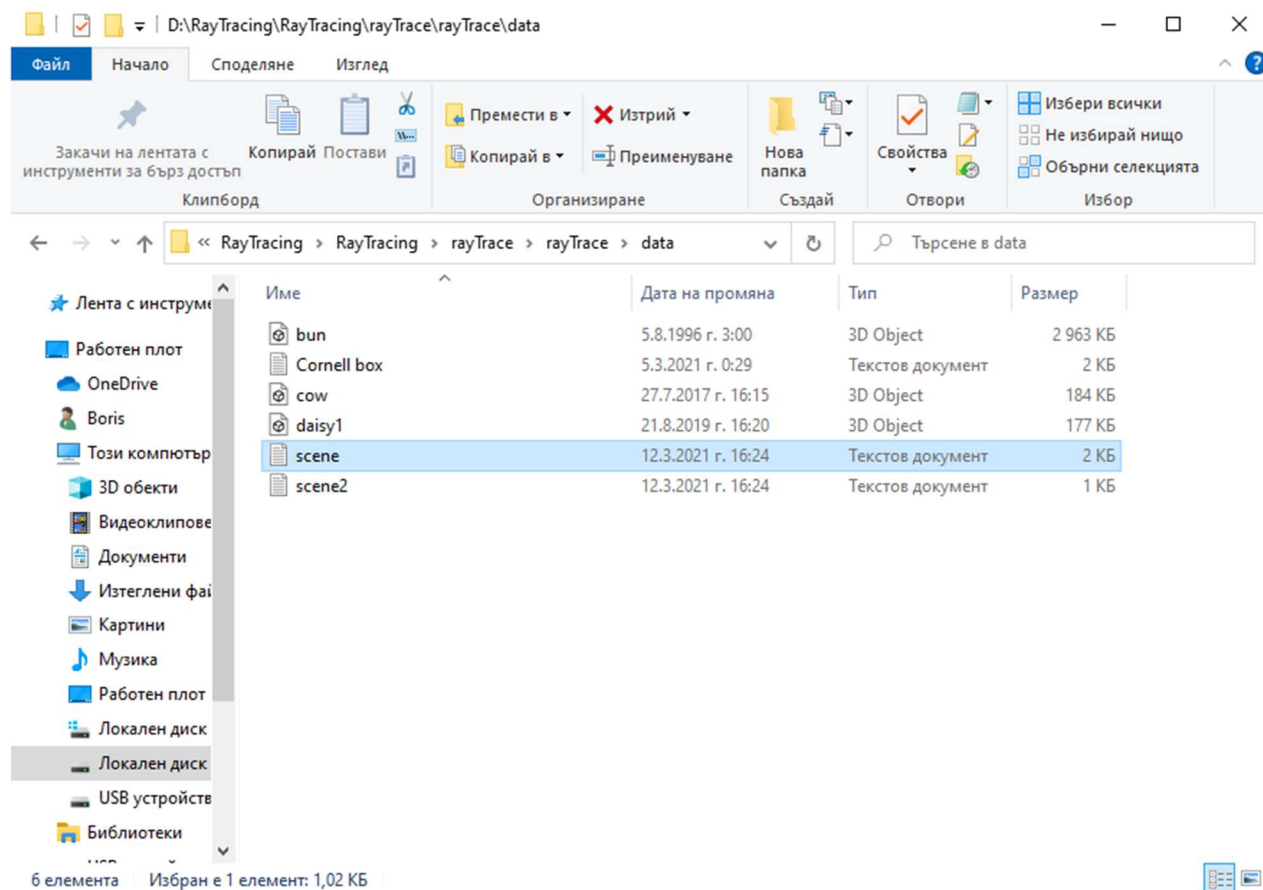 D:\RayTracing\RayTracing\rayTrace\rayTrace\data
Файл Начало Споделяне Изглед
Закачи на лентата с инструменти за бърз достъп
Копирай
Постави
Клипборд
Премести в
Копирай в
Изтрий
Преименуване
Организиране
Нова папка
Създай
Свойства
Отвори
Избери всички
Не избирай нищо
Обърни селекцията
Избор
« RayTracing > RayTracing > rayTrace > rayTrace > data
Търсене в data
Лента с инструме
Работен плот
OneDrive
Boris
Този компютър
3D обекти
Видеоклипове
Документи
Изтеглени фай
Картини
Музика
Работен плот
Локален диск
Локален диск
USB устройств
Библиотеки
Име Дата на промяна Тип Размер
bun 5.8.1996 г. 3:00 3D Object 2 963 КБ
Cornell box 5.3.2021 г. 0:29 Текстов документ 2 КБ
cow 27.7.2017 г. 16:15 3D Object 184 КБ
daisy1 21.8.2019 г. 16:20 3D Object 177 КБ
scene 12.3.2021 г. 16:24 Текстов документ 2 КБ
scene2 12.3.2021 г. 16:24 Текстов документ 1 КБ
6 елемента Избран е 1 елемент: 1,02 КБ